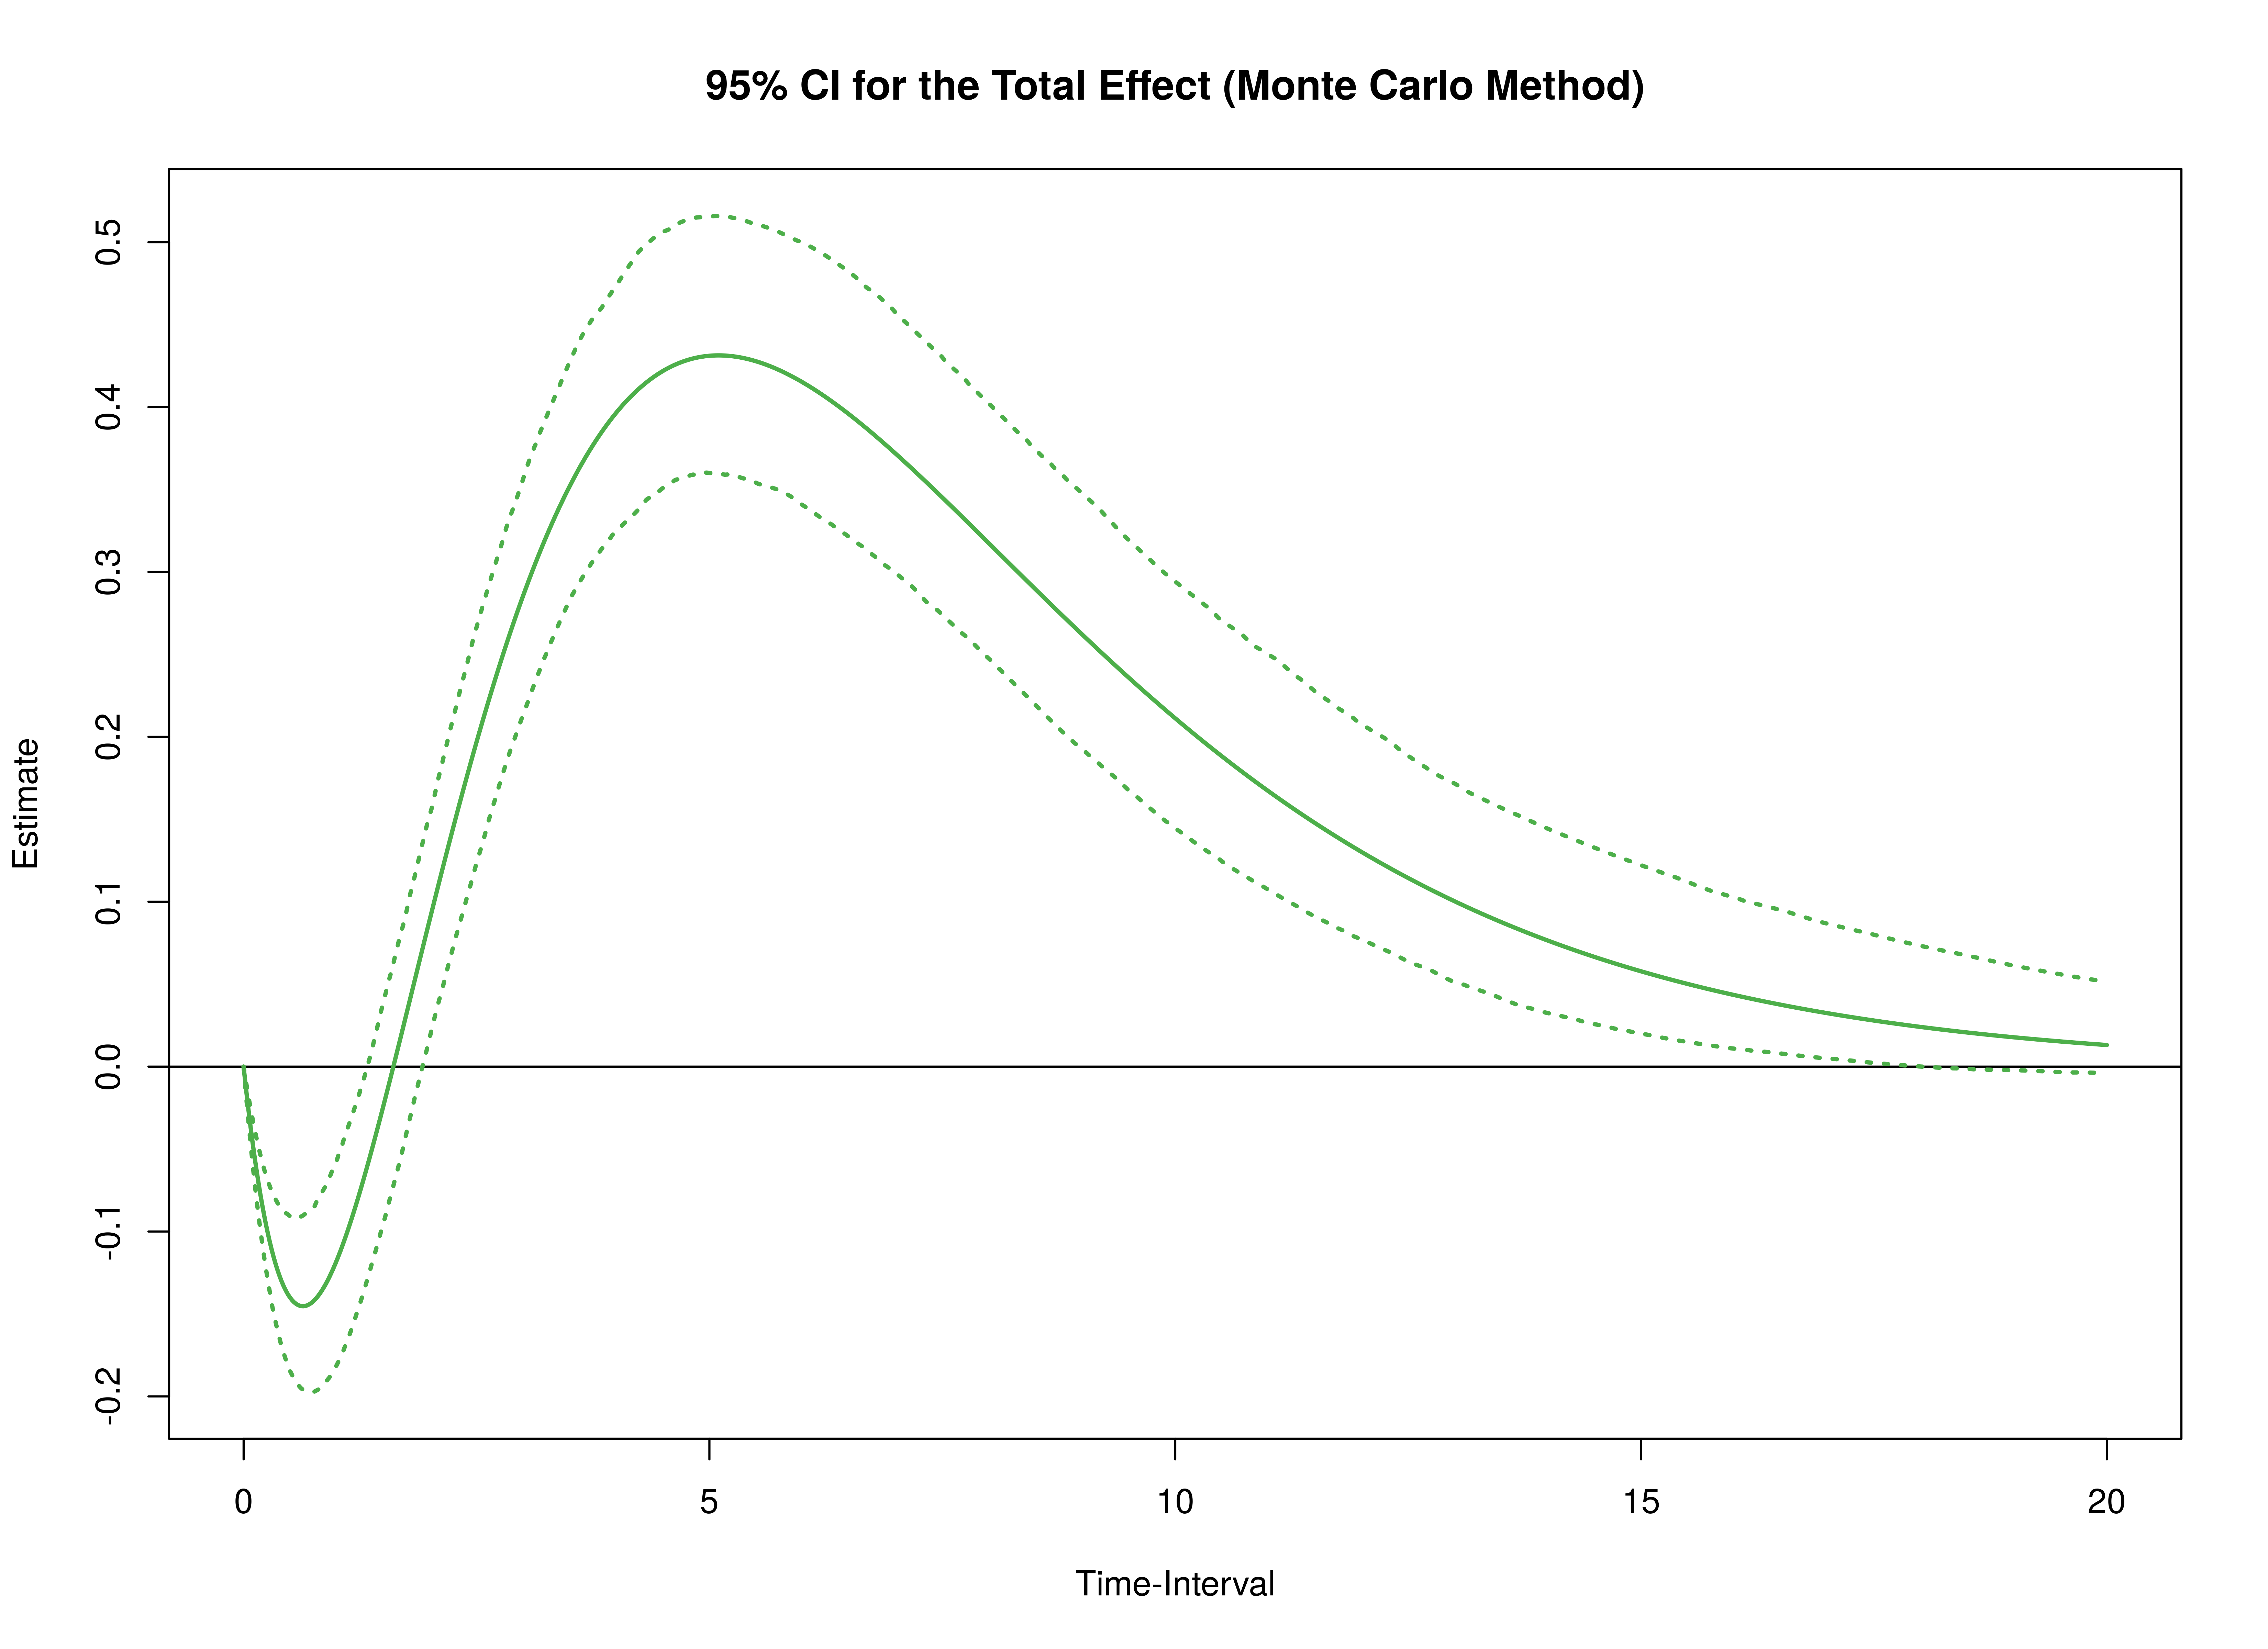 95% CI for the Total Effect (Monte Carlo Method)
Estimate
0.5
0.4
0.3
0.2
0.1
0.0
-0.1
-0.2
0 5 10 15 20
Time-Interval